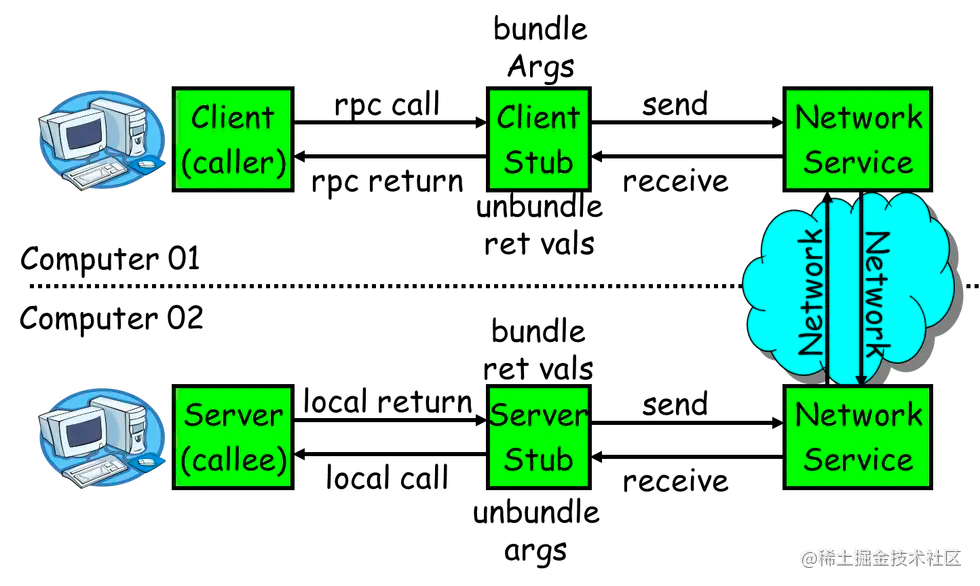 bundle
Args
Client
(caller)
rpc call
rpc return
Client
Stub
send
receive
Network
Service
unbundle
ret vals
Computer 01
Network
Network
Computer 02
bundle
ret vals
Server
(callee)
local return
local call
Server
Stub
send
receive
Network
Service
unbundle
args
@稀土掘金技术社区